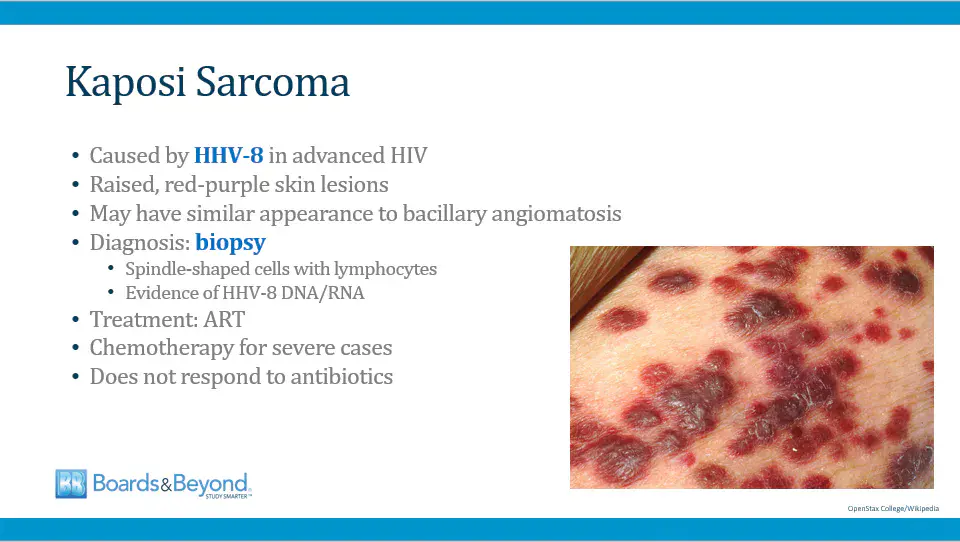 Kaposi Sarcoma
• Caused by HHV-8 in advanced HIV
• Raised, red-purple skin lesions
• May have similar appearance to bacillary angiomatosis
• Diagnosis: biopsy
• Spindle-shaped cells with lymphocytes
• Evidence of HHV-8 DNA/RNA
• Treatment: ART
• Chemotherapy for severe cases
• Does not respond to antibiotics
BB Boards&Beyond
STUDY SMARTER™
OpenStax College/Wikipedia